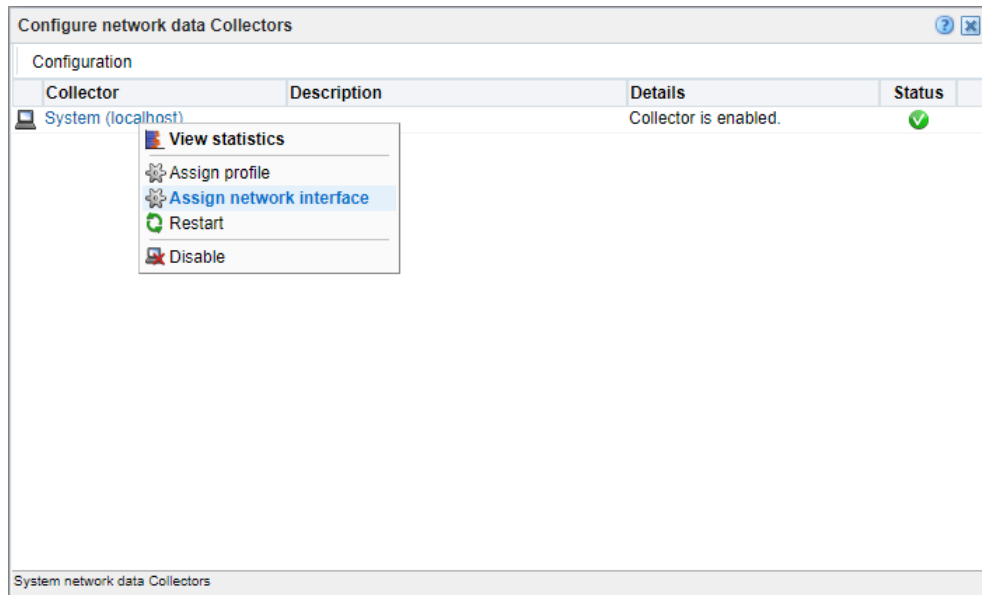 Configure network data Collectors
Configuration
Collector Description Details Status
System (localhost) Collector is enabled.
View statistics
Assign profile
Assign network interface
Restart
Disable
System network data Collectors